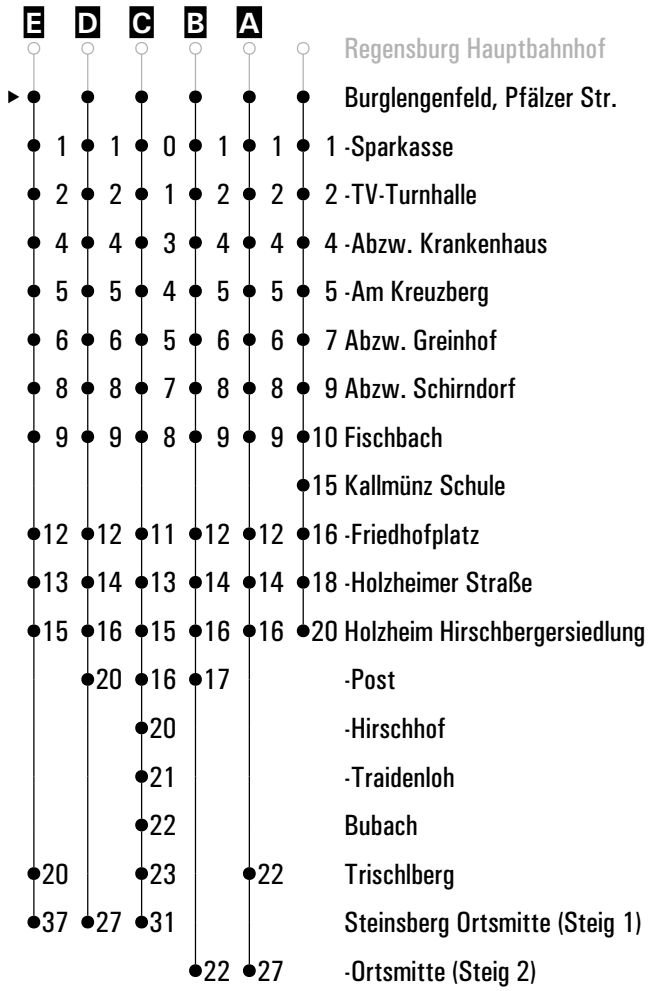 E D C B A
Regensburg Hauptbahnhof
Burglengenfeld, Pfälzer Str.
1 1 0 1 1 1 -Sparkasse
2 2 1 2 2 2 -TV-Turnhalle
4 4 3 4 4 4 -Abzw. Krankenhaus
5 5 4 5 5 5 -Am Kreuzberg
6 6 5 6 6 7 Abzw. Greinhof
8 8 7 8 8 9 Abzw. Schirndorf
9 9 8 9 9 10 Fischbach
15 Kallmünz Schule
12 12 11 12 12 16 -Friedhofplatz
13 14 13 14 14 18 -Holzheimer Straße
15 16 15 16 16 20 Holzheim Hirschbergersiedlung
20 16 17 -Post
20 -Hirschhof
21 -Traidenloh
22 Bubach
20 23 22 Trischlberg
37 27 31 Steinsberg Ortsmitte (Steig 1)
22 27 -Ortsmitte (Steig 2)